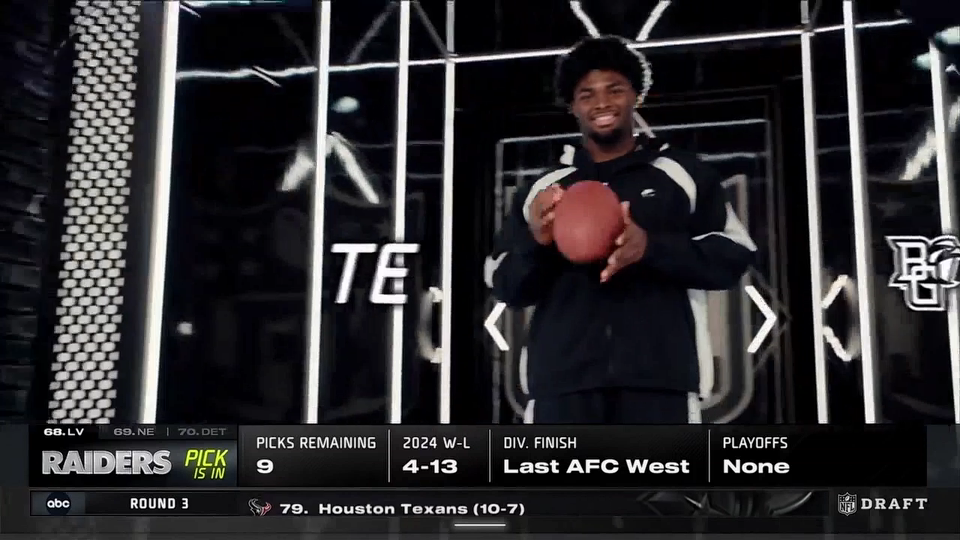 TE
BG
68.LV 69.NE | 70.DET
RAIDERS PICK IS IN
PICKS REMAINING
9
2024 W-L
4-13
DIV. FINISH
Last AFC West
PLAYOFFS
None
abc ROUND 3 79. Houston Texans (10-7) NFL DRAFT